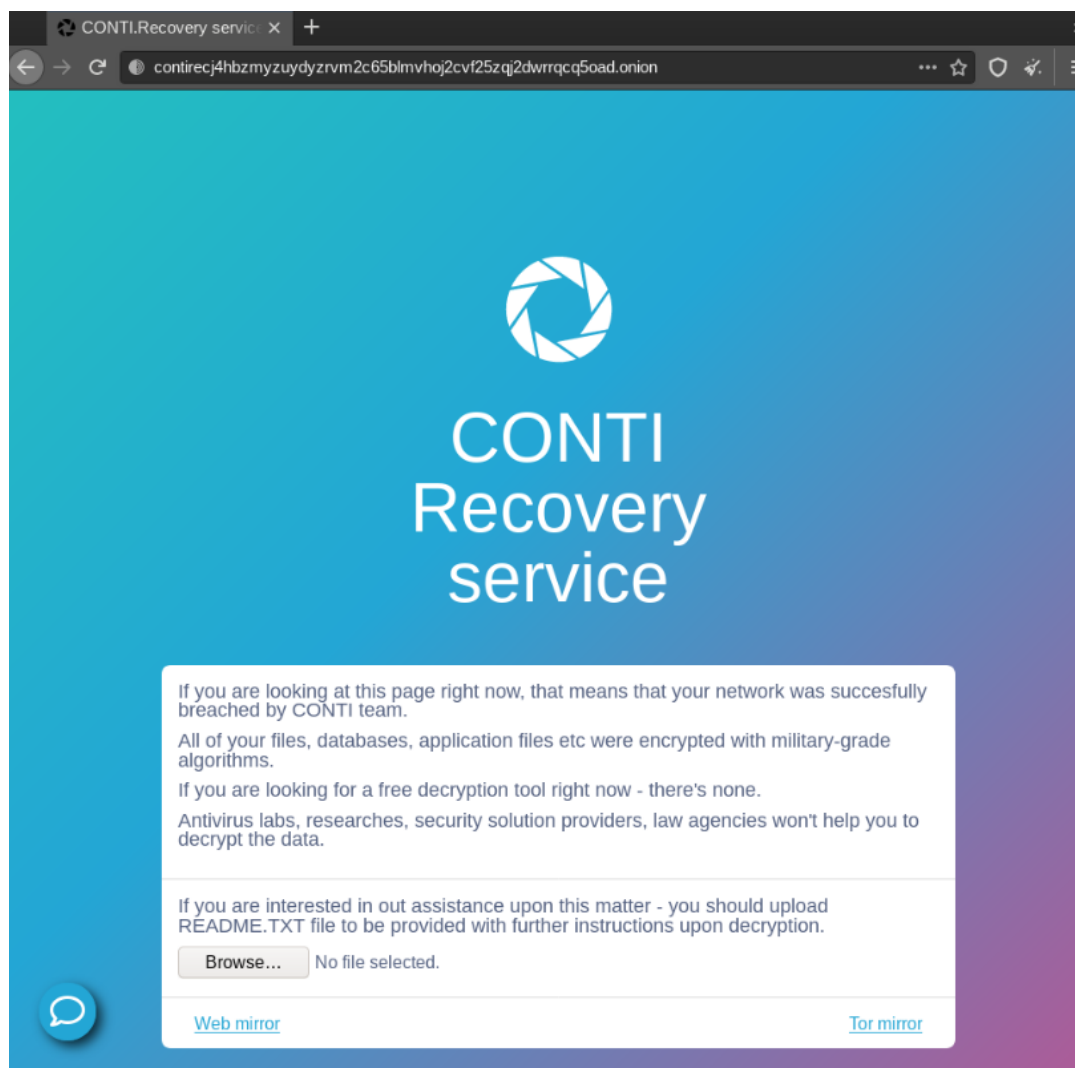 CONTI.Recovery servic
contirecj4hbzmyzuydyzrvm2c65blmvhoj2cvf25zqj2dwrrqcq5oad.onion
CONTI
Recovery
service
If you are looking at this page right now, that means that your network was succesfully
breached by CONTI team.
All of your files, databases, application files etc were encrypted with military-grade
algorithms.
If you are looking for a free decryption tool right now - there's none.
Antivirus labs, researches, security solution providers, law agencies won't help you to
decrypt the data.
If you are interested in out assistance upon this matter - you should upload
README.TXT file to be provided with further instructions upon decryption.
Browse... No file selected.
Web mirror
Tor mirror